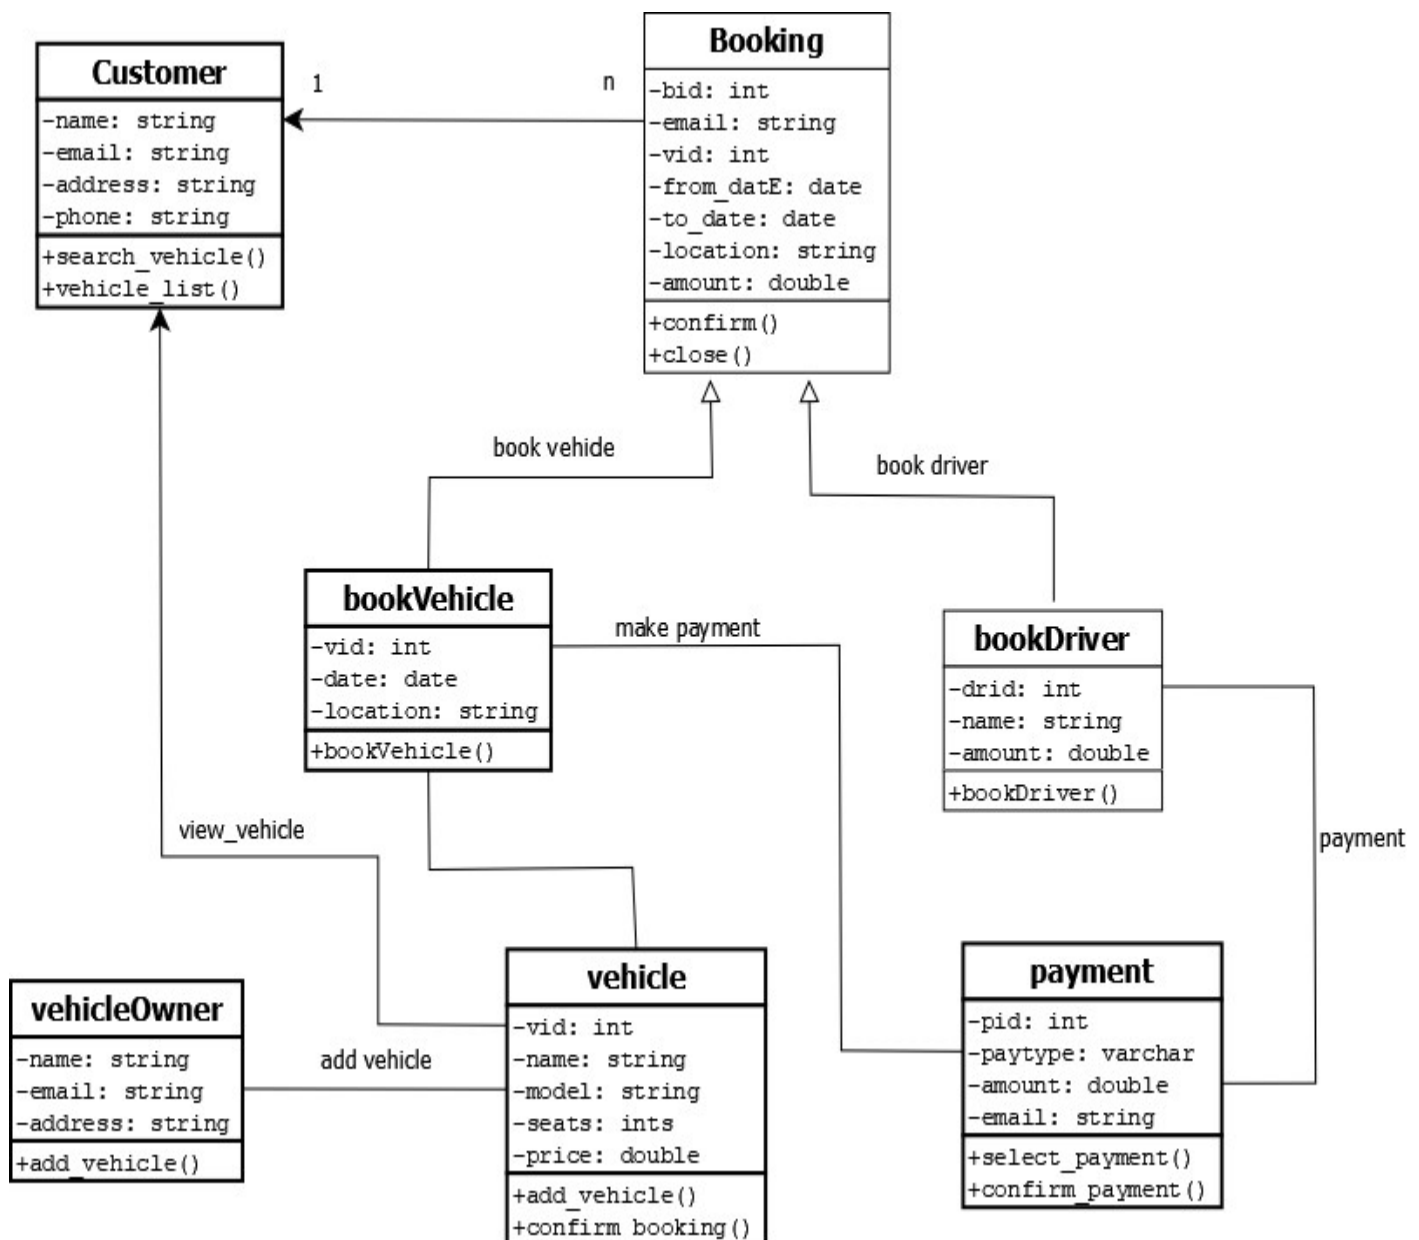 Customer
-name: string
-email: string
-address: string
-phone: string
+search_vehicle()
+vehicle_list()
1
n
Booking
-bid: int
-email: string
-vid: int
-from_datE: date
-to_date: date
-location: string
-amount: double
+confirm()
+close()
book vehide
book driver
bookVehicle
-vid: int
-date: date
-location: string
+bookVehicle()
make payment
bookDriver
-drid: int
-name: string
-amount: double
+bookDriver()
view_vehicle
payment
vehicleOwner
-name: string
-email: string
-address: string
+add_vehicle()
add vehicle
vehicle
-vid: int
-name: string
-model: string
-seats: ints
-price: double
+add_vehicle()
+confirm booking()
payment
-pid: int
-paytype: varchar
-amount: double
-email: string
+select_payment()
+confirm_payment()